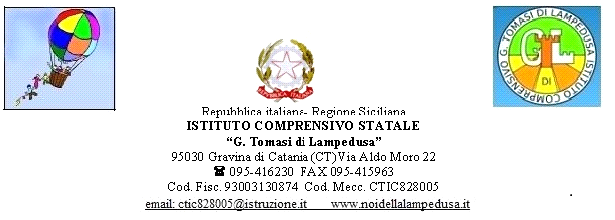 G. TOMASI DI LAMPEDUSA ISTITUTO COMPRENSIVO
G L
DI
REPVBBLICA ITALIANA
Repubblica italiana- Regione Siciliana
ISTITUTO COMPRENSIVO STATALE
“G. Tomasi di Lampedusa”
95030 Gravina di Catania (CT)Via Aldo Moro 22
☎ 095-416230 FAX 095-415963
Cod. Fisc. 93003130874 Cod. Mecc. CTIC828005
email: ctic828005@istruzione.it www.noidellalampedusa.it